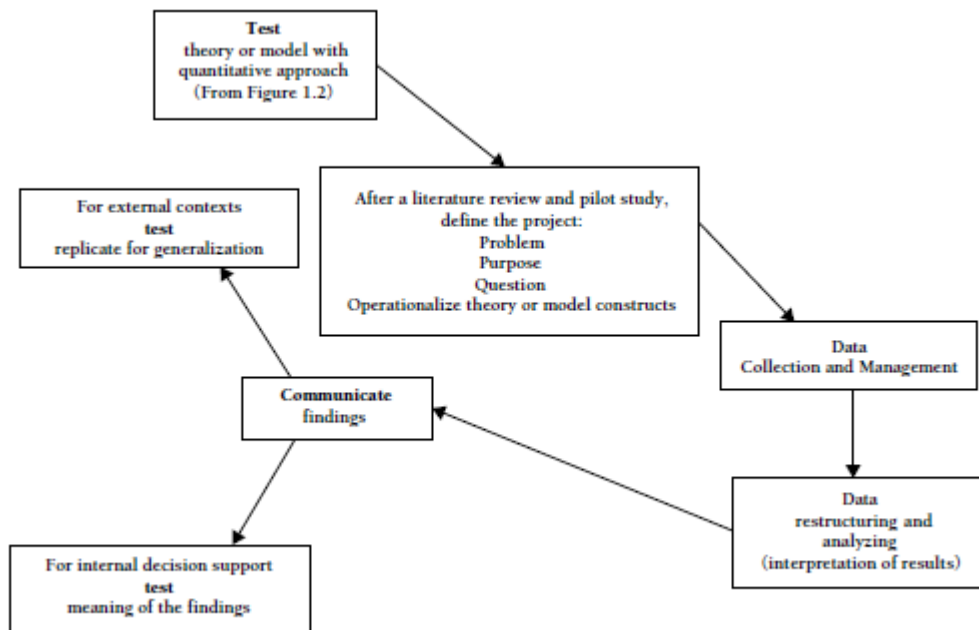 Test
theory or model with
quantitative approach
(From Figure 1.2)
After a literature review and pilot study,
define the project:
Problem
Purpose
Question
Operationalize theory or model constructs
For external contexts
test
replicate for generalization
Data
Collection and Management
Communicate
findings
Data
restructuring and
analyzing
(interpretation of results)
For internal decision support
test
meaning of the findings